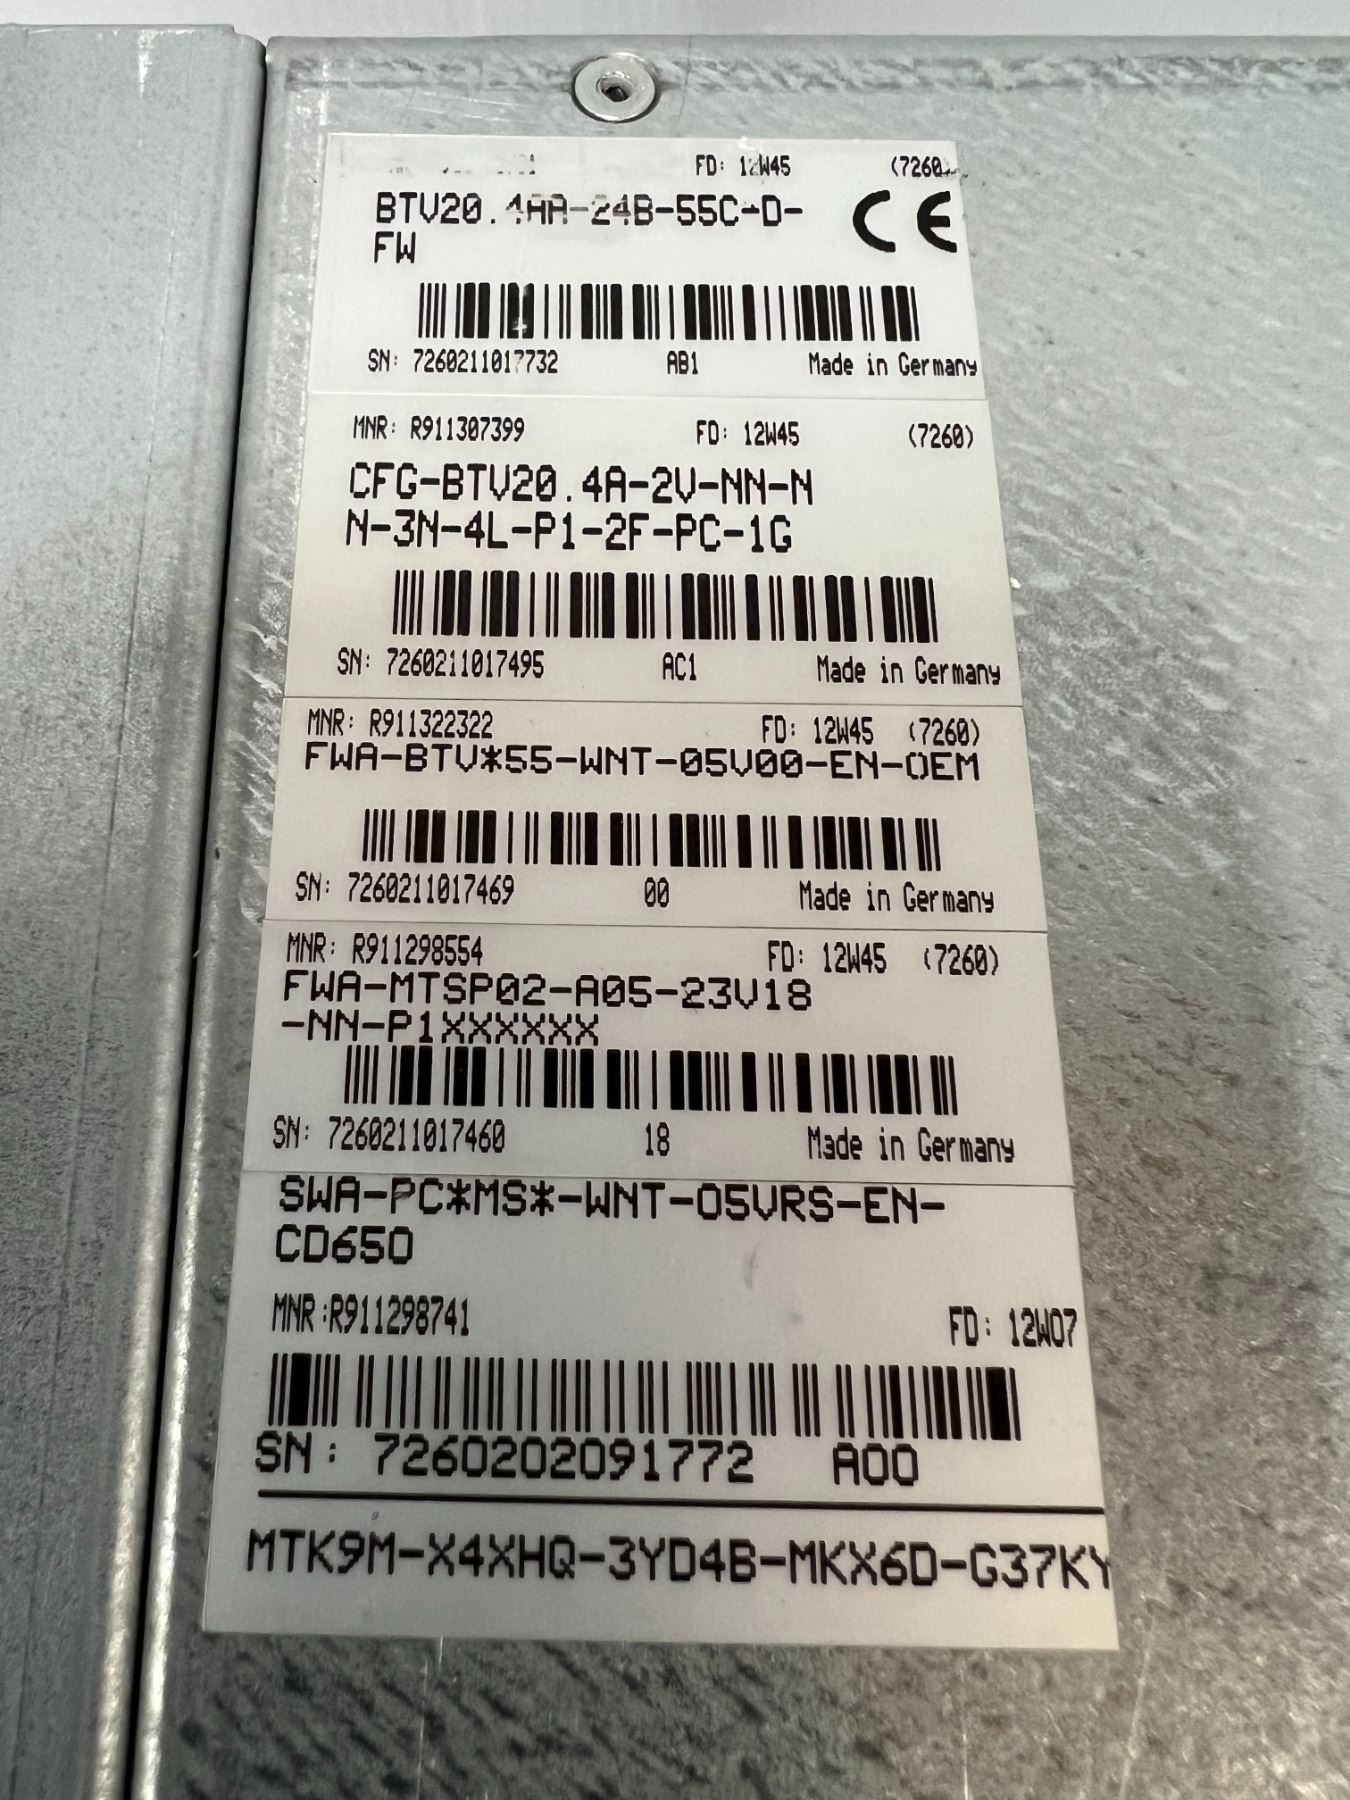 FD: 12W45 (7260)
BTV20.4AA-24B-55C-D-
FW
CE
SN: 7260211017732 AB1 Made in Germany
MNR: R911307399 FD: 12W45 (7260)
CFG-BTV20.4A-2V-NN-N
N-3N-4L-P1-2F-PC-1G
SN: 7260211017495 AC1 Made in Germany
MNR: R911322322 FD: 12W45 (7260)
FWA-BTV*55-WNT-05V00-EN-OEM
SN: 7260211017469 00 Made in Germany
MNR: R911298554 FD: 12W45 (7260)
FWA-MTSP02-A05-23V18
-NN-P1XXXXXX
SN: 7260211017460 18 Made in Germany
SWA-PC*MS*-WNT-05VRS-EN-
CD650
MNR:R911298741 FD: 12W07
SN: 7260202091772 A00
MTK9M-X4XHQ-3YD4B-MKX6D-G37KY